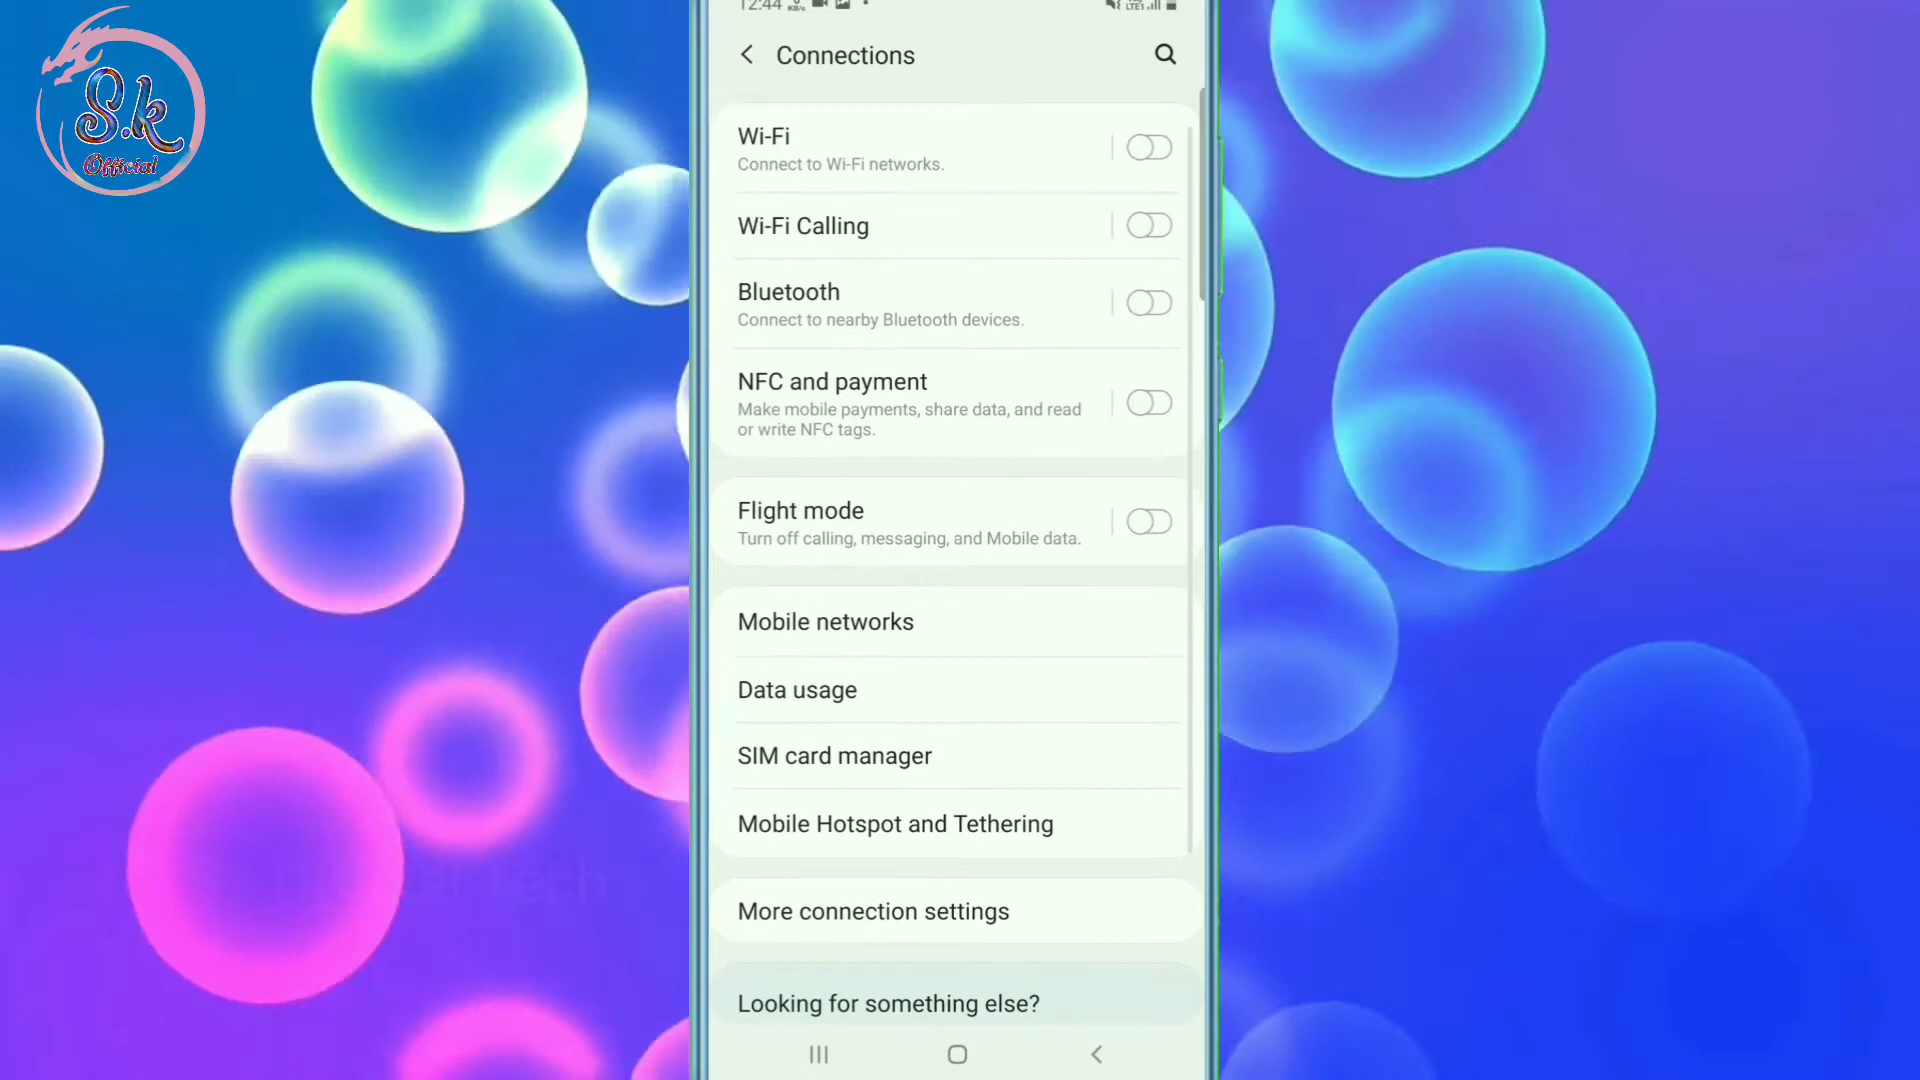 S.k
Official
12:44
Connections
Wi-Fi
Connect to Wi-Fi networks.
Wi-Fi Calling
Bluetooth
Connect to nearby Bluetooth devices.
NFC and payment
Make mobile payments, share data, and read
or write NFC tags.
Flight mode
Turn off calling, messaging, and Mobile data.
Mobile networks
Data usage
SIM card manager
Mobile Hotspot and Tethering
More connection settings
Looking for something else?
Tech